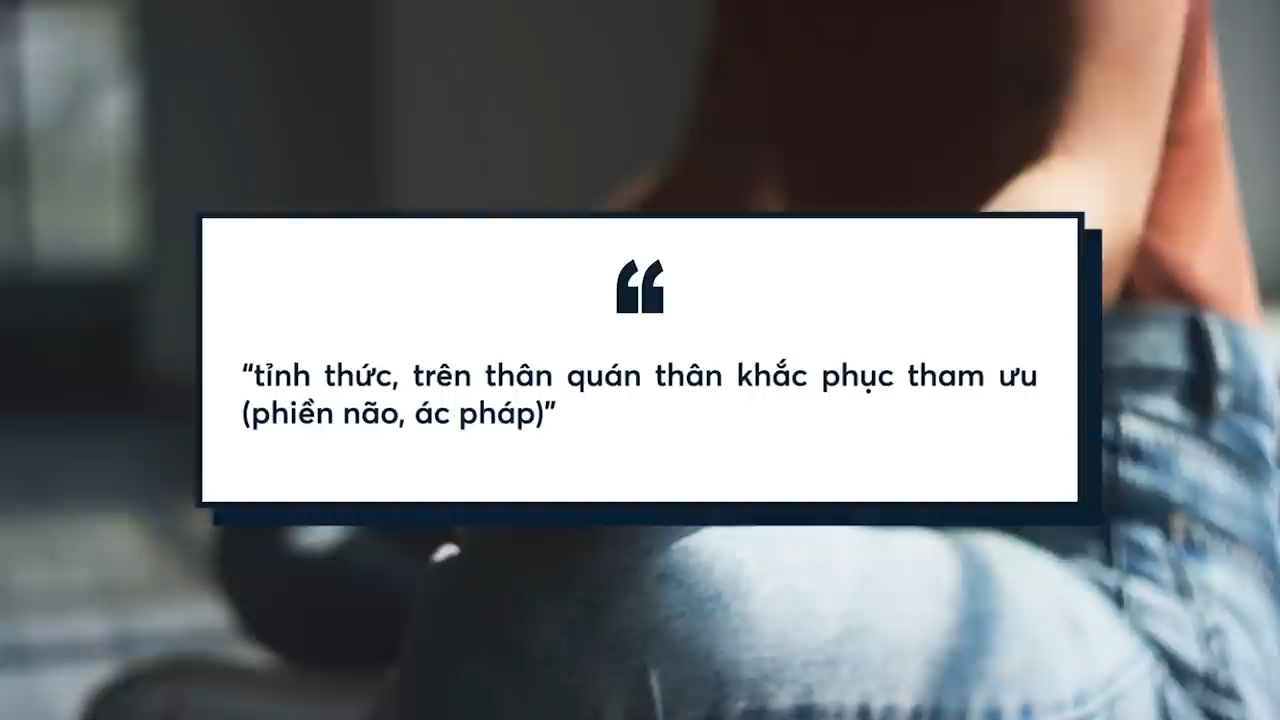 “tỉnh thức, trên thân quán thân khắc phục tham ưu
(phiền não, ác pháp)”